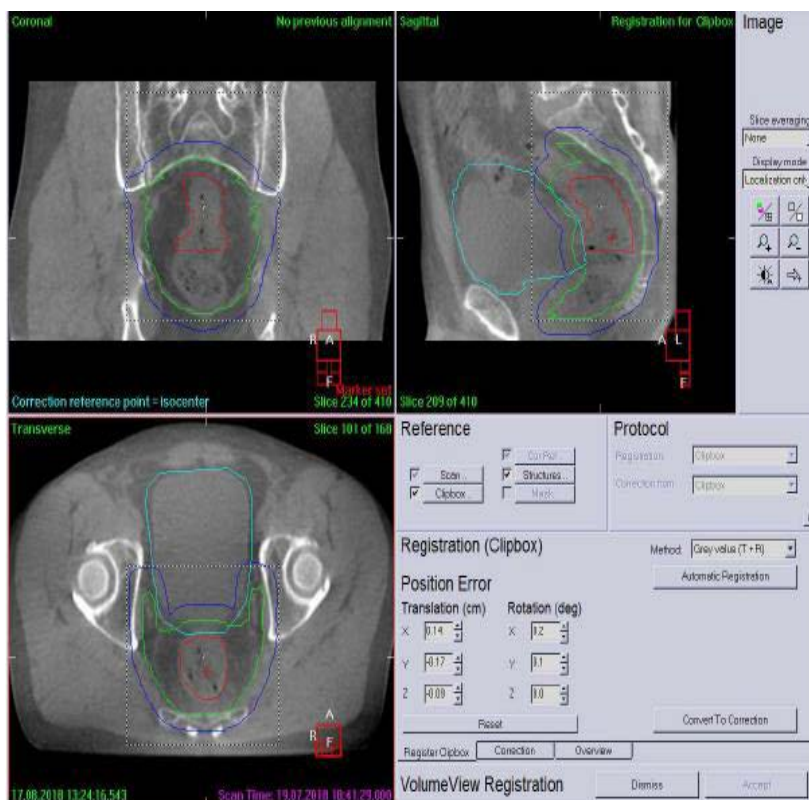 Coronal
No previous alignment
R A
F
Marker set
Correction reference point = Isocenter
Slice 234 of 410
Sagittal
Registration for Clipbox
A L
F
Slice 209 of 410
Image
Slice averaging
None
Display mode
Localization onl
Transverse
Slice 101 of 168
A
R F
17.08.2018 13:24:16.543
Scan Time: 19.07.2018 18:41:29.000
Reference
Cor.Ref...
Scan...
Structures...
Clipbox...
Mask...
Protocol
Registration:
Clipbox
Correction from:
Clipbox
Registration (Clipbox)
Method:
Grey value (T + R)
Automatic Registration
Position Error
Translation (cm)
Rotation (deg)
X 0.14 X 0.2
Y -0.17 Y 0.1
Z -0.09 Z 0.0
Reset
Convert To Correction
Register Clipbox
Correction
Overview
VolumeView Registration
Dismiss
Accept